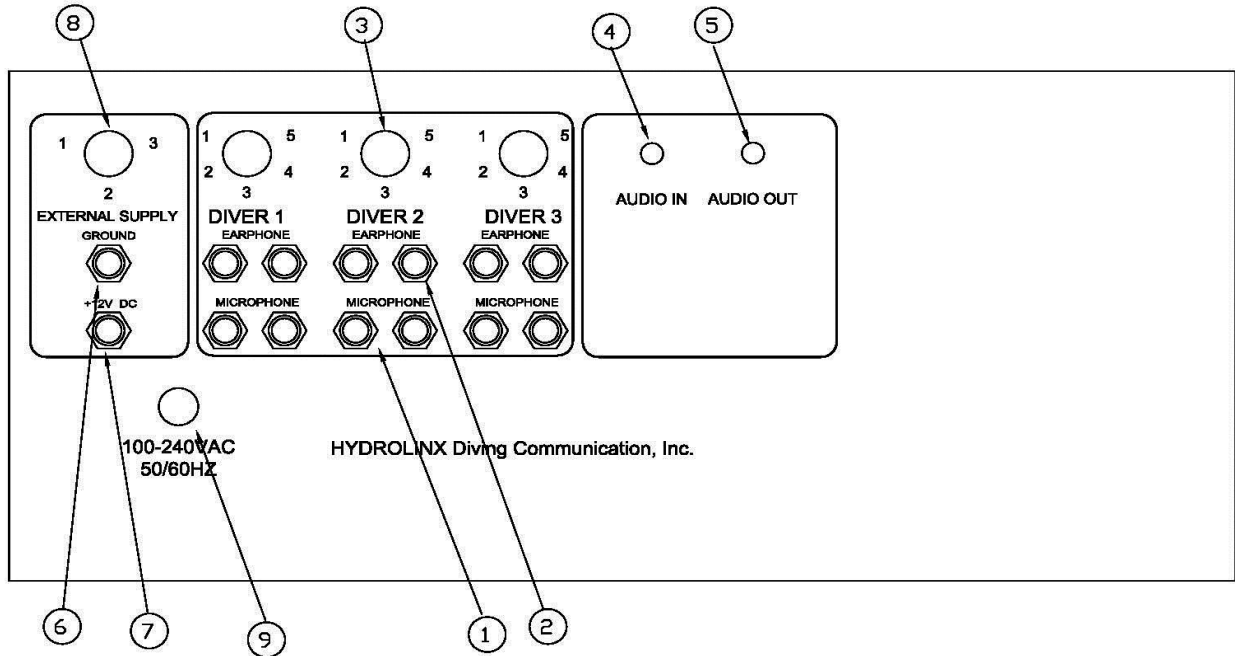 8 3 4 5
1 3 1 5 1 5 1 5
2 4 2 4 2 4
2 3 3 3
AUDIO IN AUDIO OUT
EXTERNAL SUPPLY DIVER 1 DIVER 2 DIVER 3
GROUND EARPHONE EARPHONE EARPHONE
+12V DC MICROPHONE MICROPHONE MICROPHONE
100-240VAC HYDROLINX Diving Communication, Inc.
50/60HZ
6 7 9 1 2